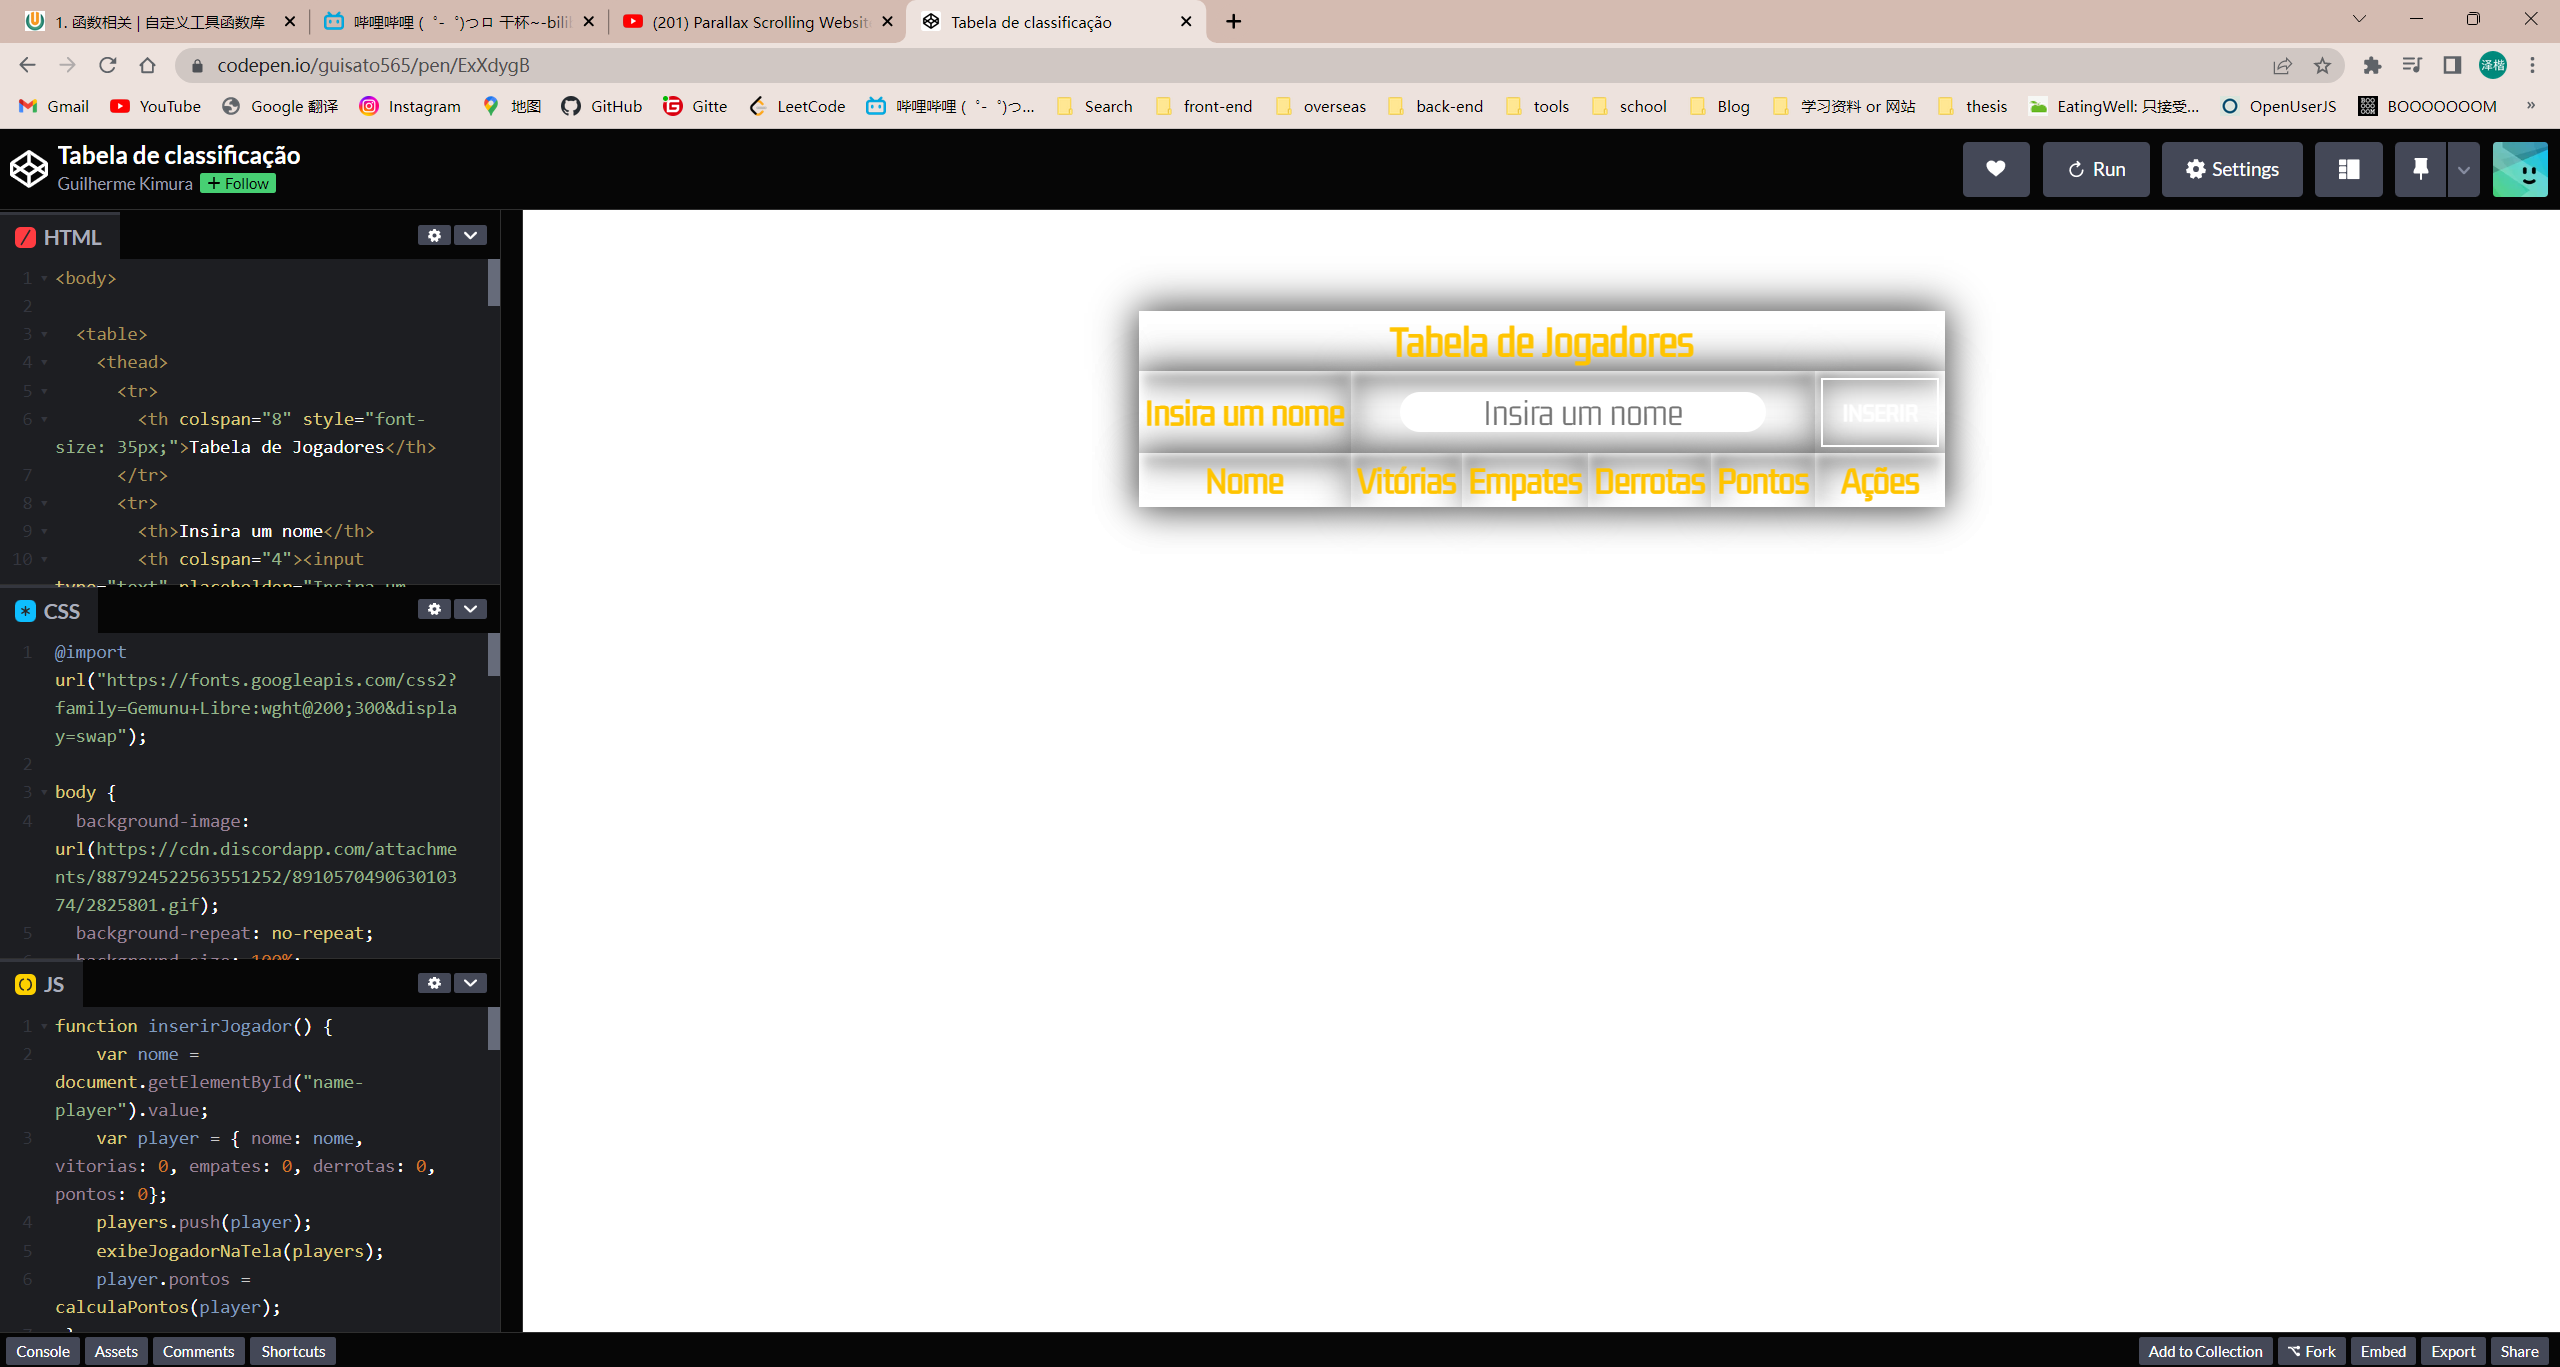 1. 函数相关 | 自定义工具函数库
哔哩哔哩 (゜-゜)つロ 干杯~-bili
(201) Parallax Scrolling Website
Tabela de classificação
codepen.io/guisato565/pen/ExXdygB
泽楷
Gmail
YouTube
Google 翻译
Instagram
地图
GitHub
Gitte
LeetCode
哔哩哔哩 (゜-゜)つ...
Search
front-end
overseas
back-end
tools
school
Blog
学习资料 or 网站
thesis
EatingWell: 只接受...
OpenUserJS
BOOOOOOOM
»
Tabela de classificação
Guilherme Kimura + Follow
Run
Settings
HTML
1 <body>
2
3 <table>
4 <thead>
5 <tr>
6 <th colspan="8" style="font-
size: 35px;">Tabela de Jogadores</th>
7 </tr>
8 <tr>
9 <th>Insira um nome</th>
10 <th colspan="4"><input
type="text" placeholder="Insira um
CSS
1 @import
url("https://fonts.googleapis.com/css2?
family=Gemunu+Libre:wght@200;300&displa
y=swap");
2
3 body {
4 background-image:
url(https://cdn.discordapp.com/attachme
nts/887924522563551252/8910570490630103
74/2825801.gif);
5 background-repeat: no-repeat;
background-size: 100%;
JS
1 function inserirJogador() {
2 var nome =
document.getElementById("name-
player").value;
3 var player = { nome: nome,
vitorias: 0, empates: 0, derrotas: 0,
pontos: 0};
4 players.push(player);
5 exibeJogadorNaTela(players);
6 player.pontos =
calculaPontos(player);
Tabela de Jogadores
Insira um nome
Insira um nome
INSERIR
Nome Vitórias Empates Derrotas Pontos Ações
Console
Assets
Comments
Shortcuts
Add to Collection
Fork
Embed
Export
Share